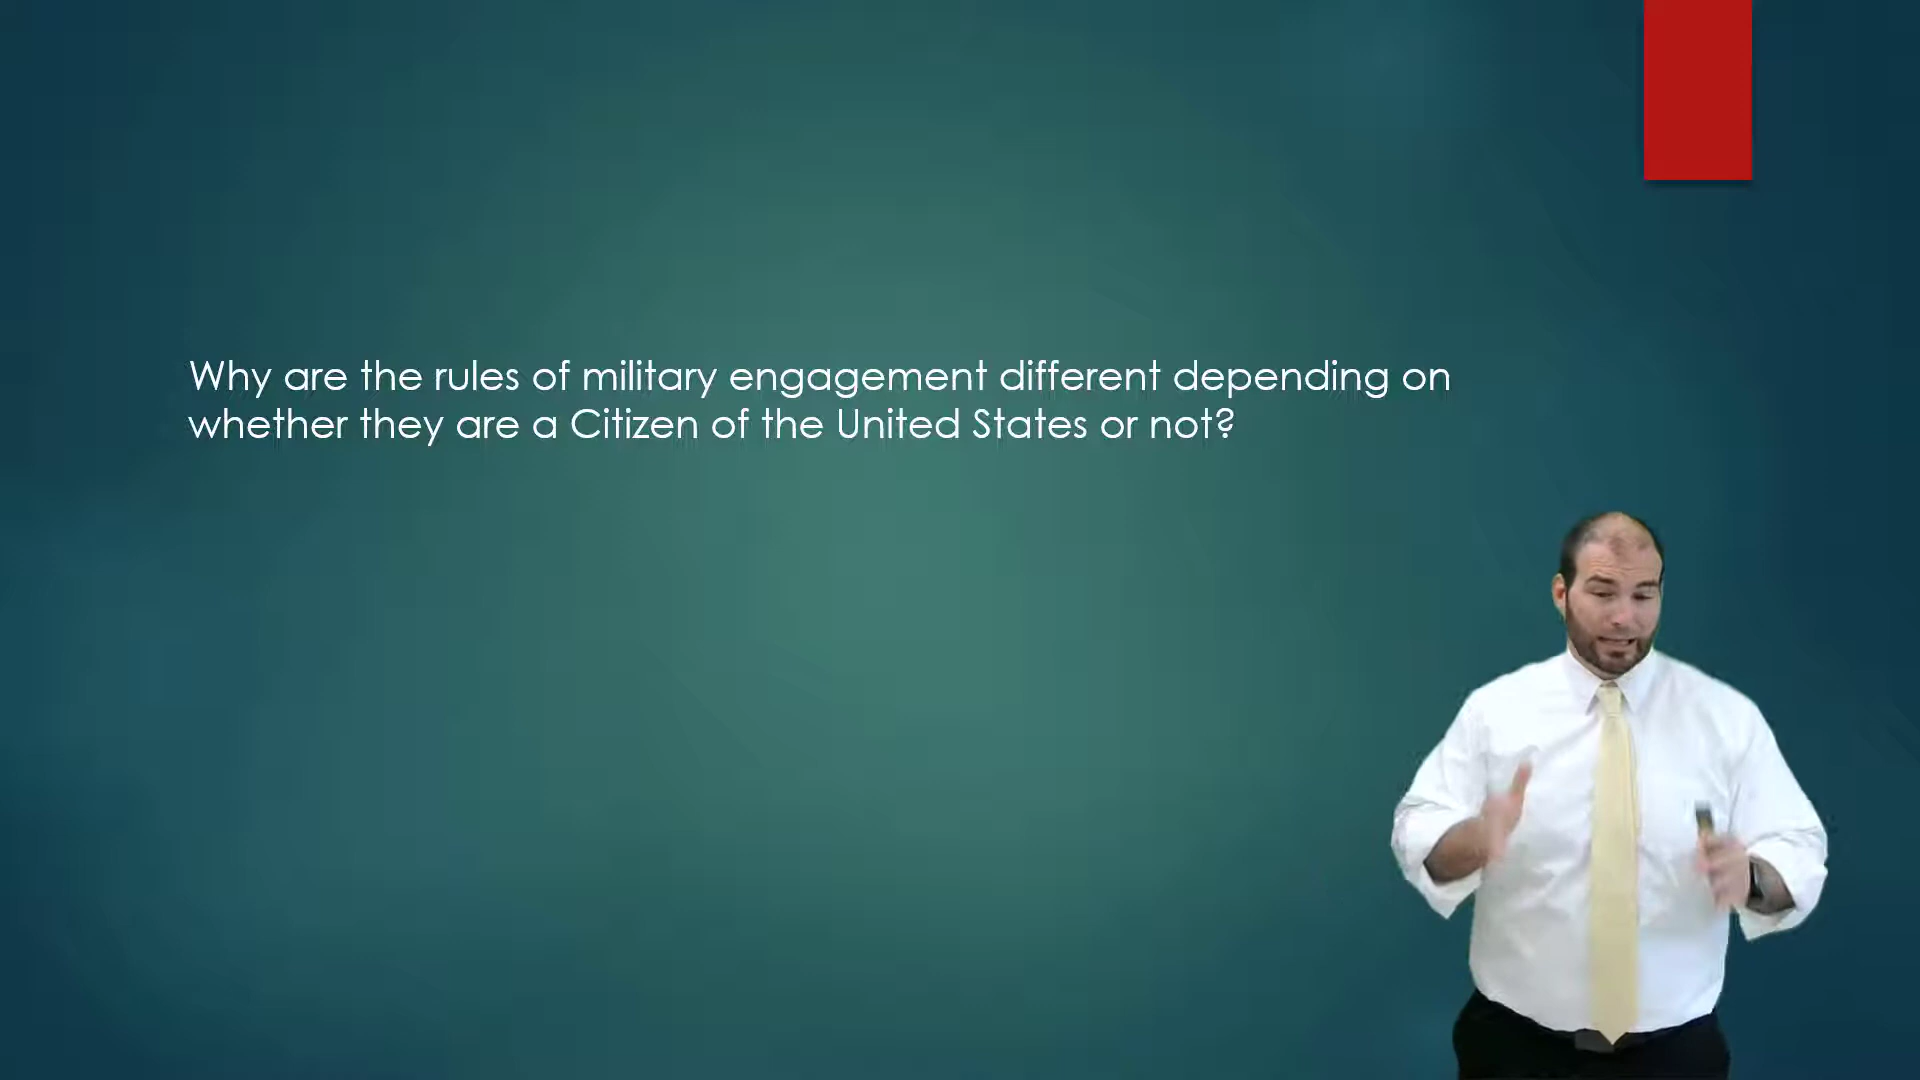 Why are the rules of military engagement different depending on
whether they are a Citizen of the United States or not?